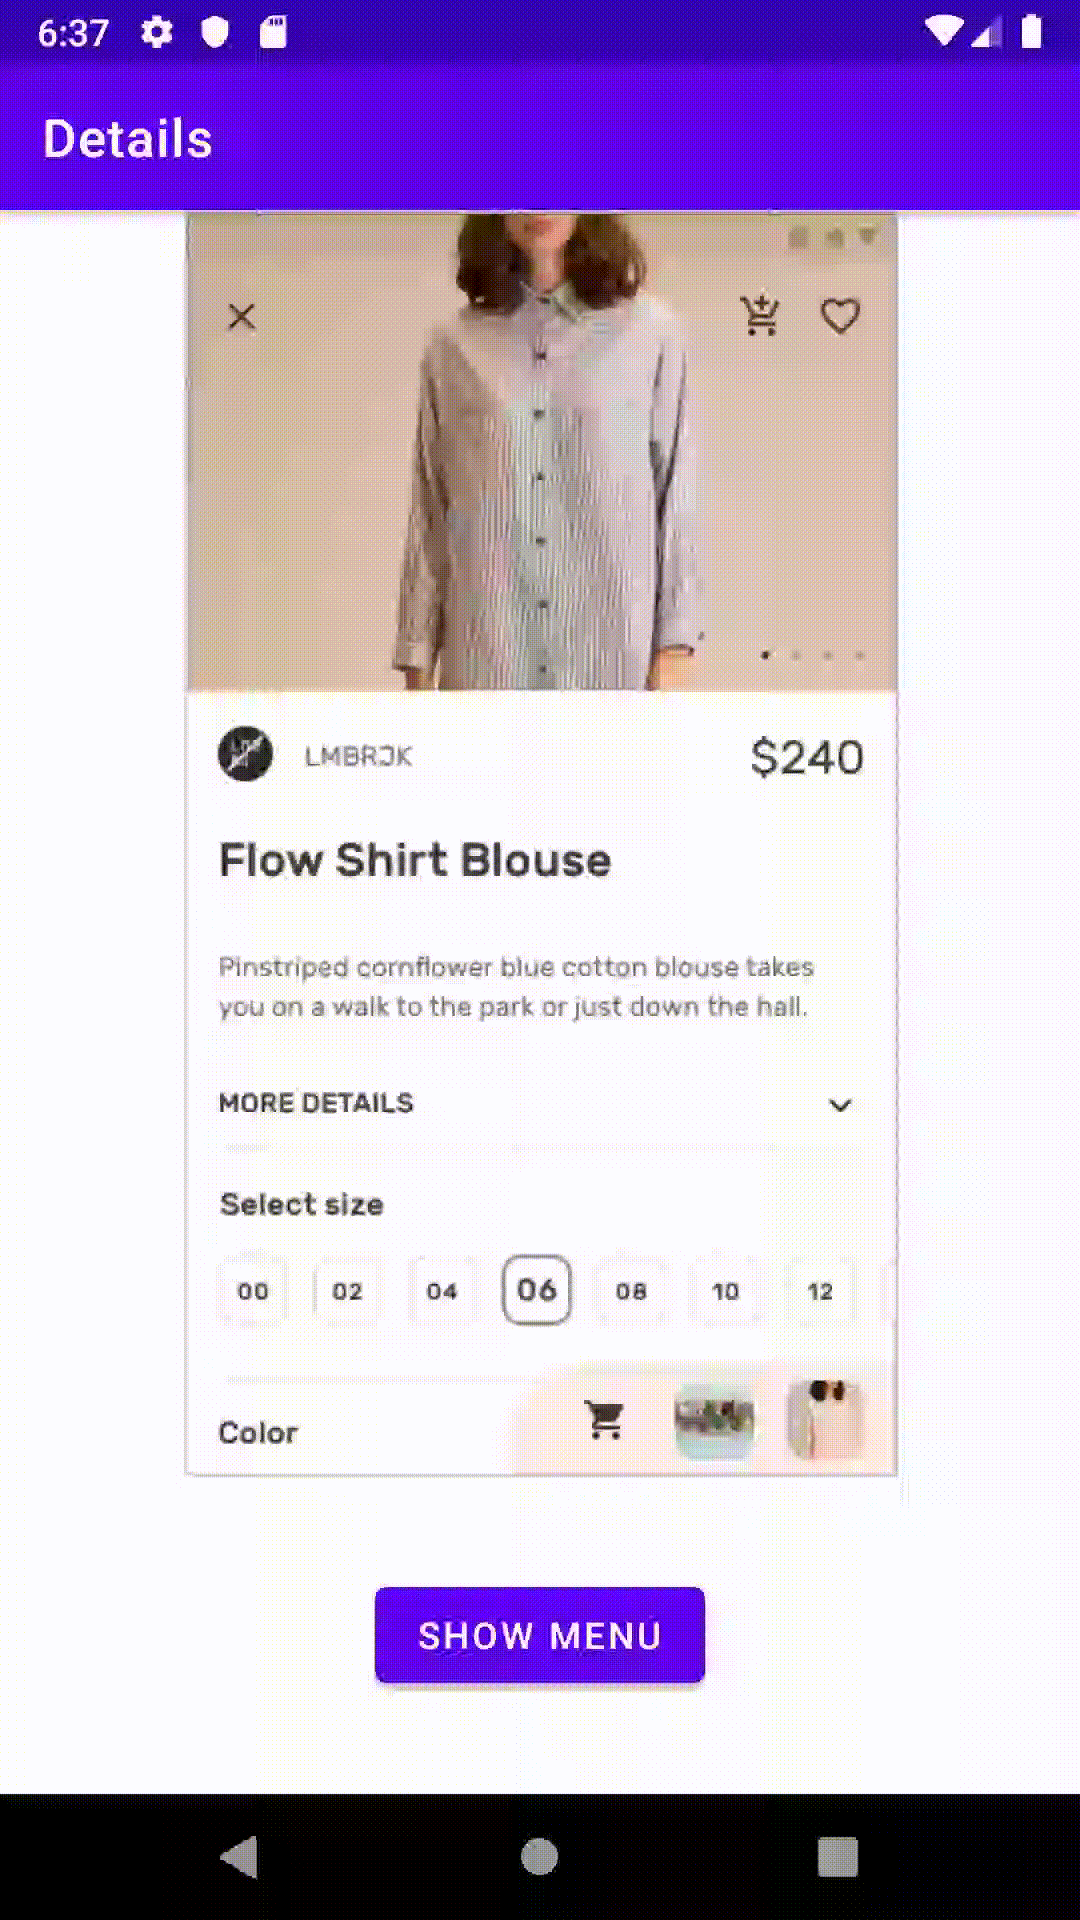 6:37
Details
LMBRJK
$240
Flow Shirt Blouse
Pinstriped cornflower blue cotton blouse takes
you on a walk to the park or just down the hall.
MORE DETAILS
Select size
00 02 04 06 08 10 12
Color
SHOW MENU